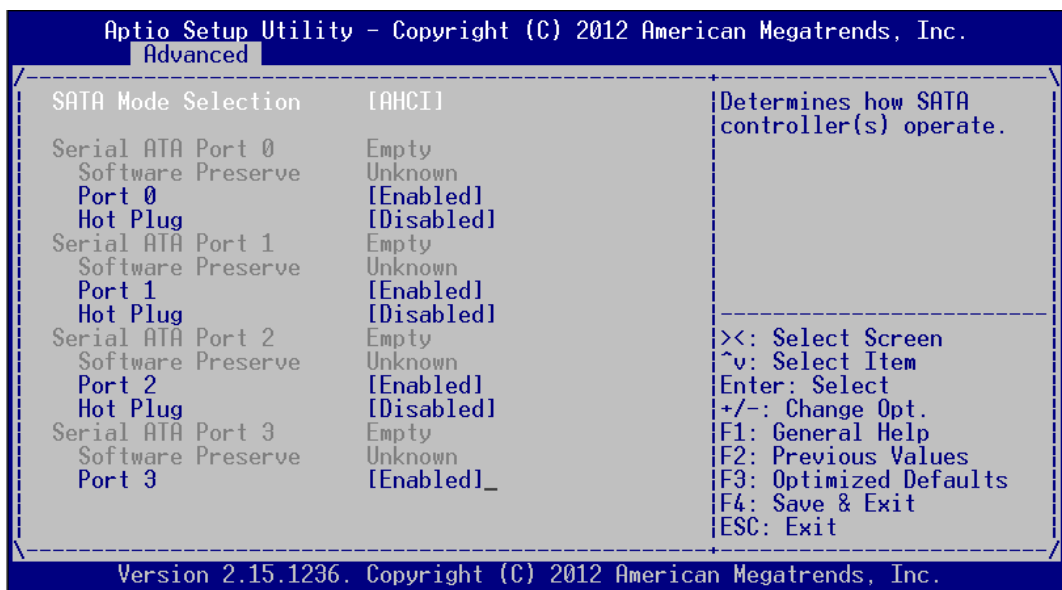 Aptio Setup Utility - Copyright (C) 2012 American Megatrends, Inc.
Advanced
SATA Mode Selection [AHCI]
Serial ATA Port 0 Empty
Software Preserve Unknown
Port 0 [Enabled]
Hot Plug [Disabled]
Serial ATA Port 1 Empty
Software Preserve Unknown
Port 1 [Enabled]
Hot Plug [Disabled]
Serial ATA Port 2 Empty
Software Preserve Unknown
Port 2 [Enabled]
Hot Plug [Disabled]
Serial ATA Port 3 Empty
Software Preserve Unknown
Port 3 [Enabled]_
Determines how SATA
controller(s) operate.
><: Select Screen
^v: Select Item
Enter: Select
+/-: Change Opt.
F1: General Help
F2: Previous Values
F3: Optimized Defaults
F4: Save & Exit
ESC: Exit
Version 2.15.1236. Copyright (C) 2012 American Megatrends, Inc.